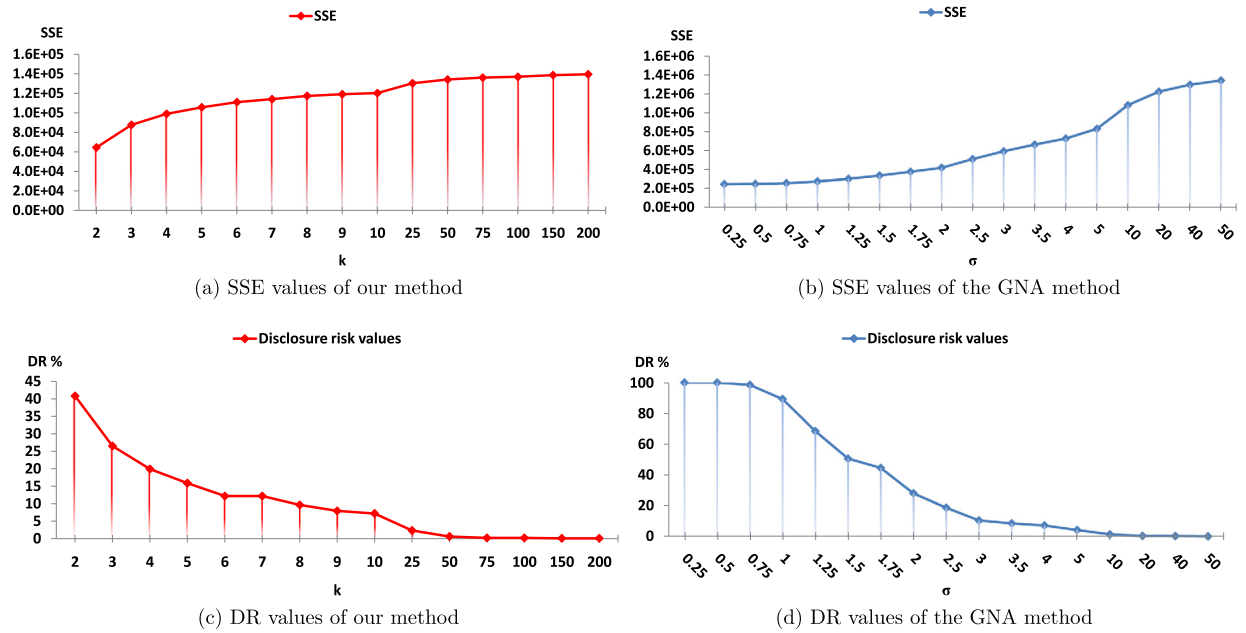 SSE
SSE
1.6E+05
1.4E+05
1.2E+05
1.0E+05
8.0E+04
6.0E+04
4.0E+04
2.0E+04
0.0E+00
2 3 4 5 6 7 8 9 10 25 50 75 100 150 200
k
(a) SSE values of our method
SSE
SSE
1.6E+06
1.4E+06
1.2E+06
1.0E+06
8.0E+05
6.0E+05
4.0E+05
2.0E+05
0.0E+00
0.25 0.5 0.75 1 1.25 1.5 1.75 2 2.5 3 3.5 4 5 10 20 40 50
σ
(b) SSE values of the GNA method
Disclosure risk values
DR %
45
40
35
30
25
20
15
10
5
0
2 3 4 5 6 7 8 9 10 25 50 75 100 150 200
k
(c) DR values of our method
Disclosure risk values
DR %
100
80
60
40
20
0
0.25 0.5 0.75 1 1.25 1.5 1.75 2 2.5 3 3.5 4 5 10 20 40 50
σ
(d) DR values of the GNA method